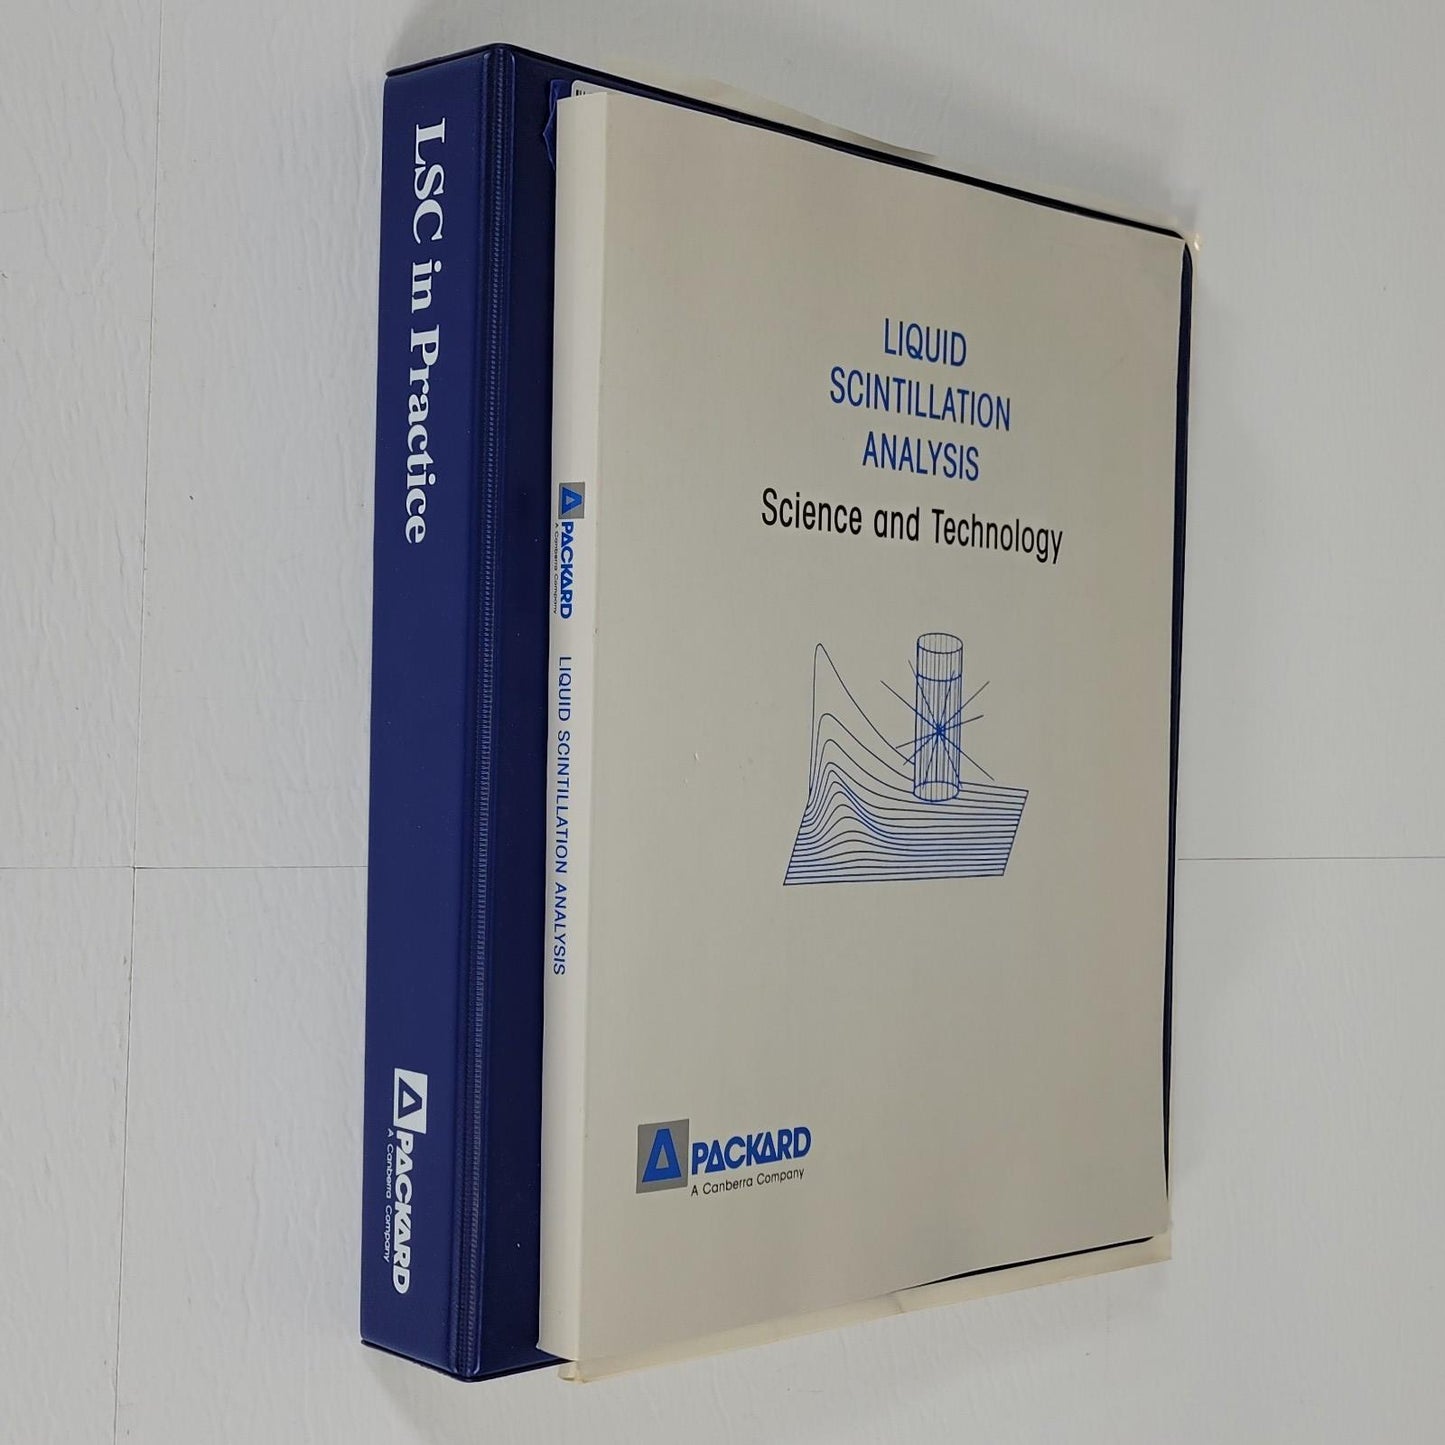 LSC in Practice
PACKARD
A Canberra Company
PACKARD
A Canberra Company
LIQUID SCINTILLATION ANALYSIS
LIQUID
SCINTILLATION
ANALYSIS
Science and Technology
PACKARD
A Canberra Company